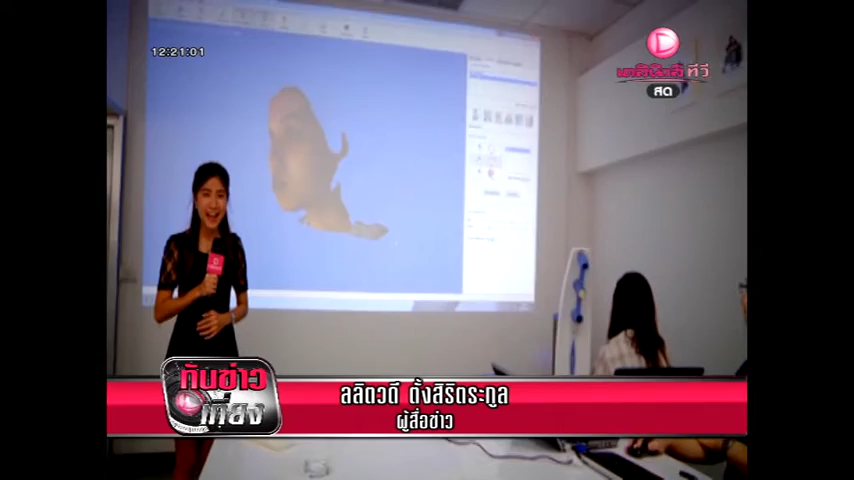 12:21:01
เดลินิวส์ ทีวี
สด
ทันข่าว
เที่ยง
ลลิตวดี ตั้งสิริตระกูล
ผู้สื่อข่าว